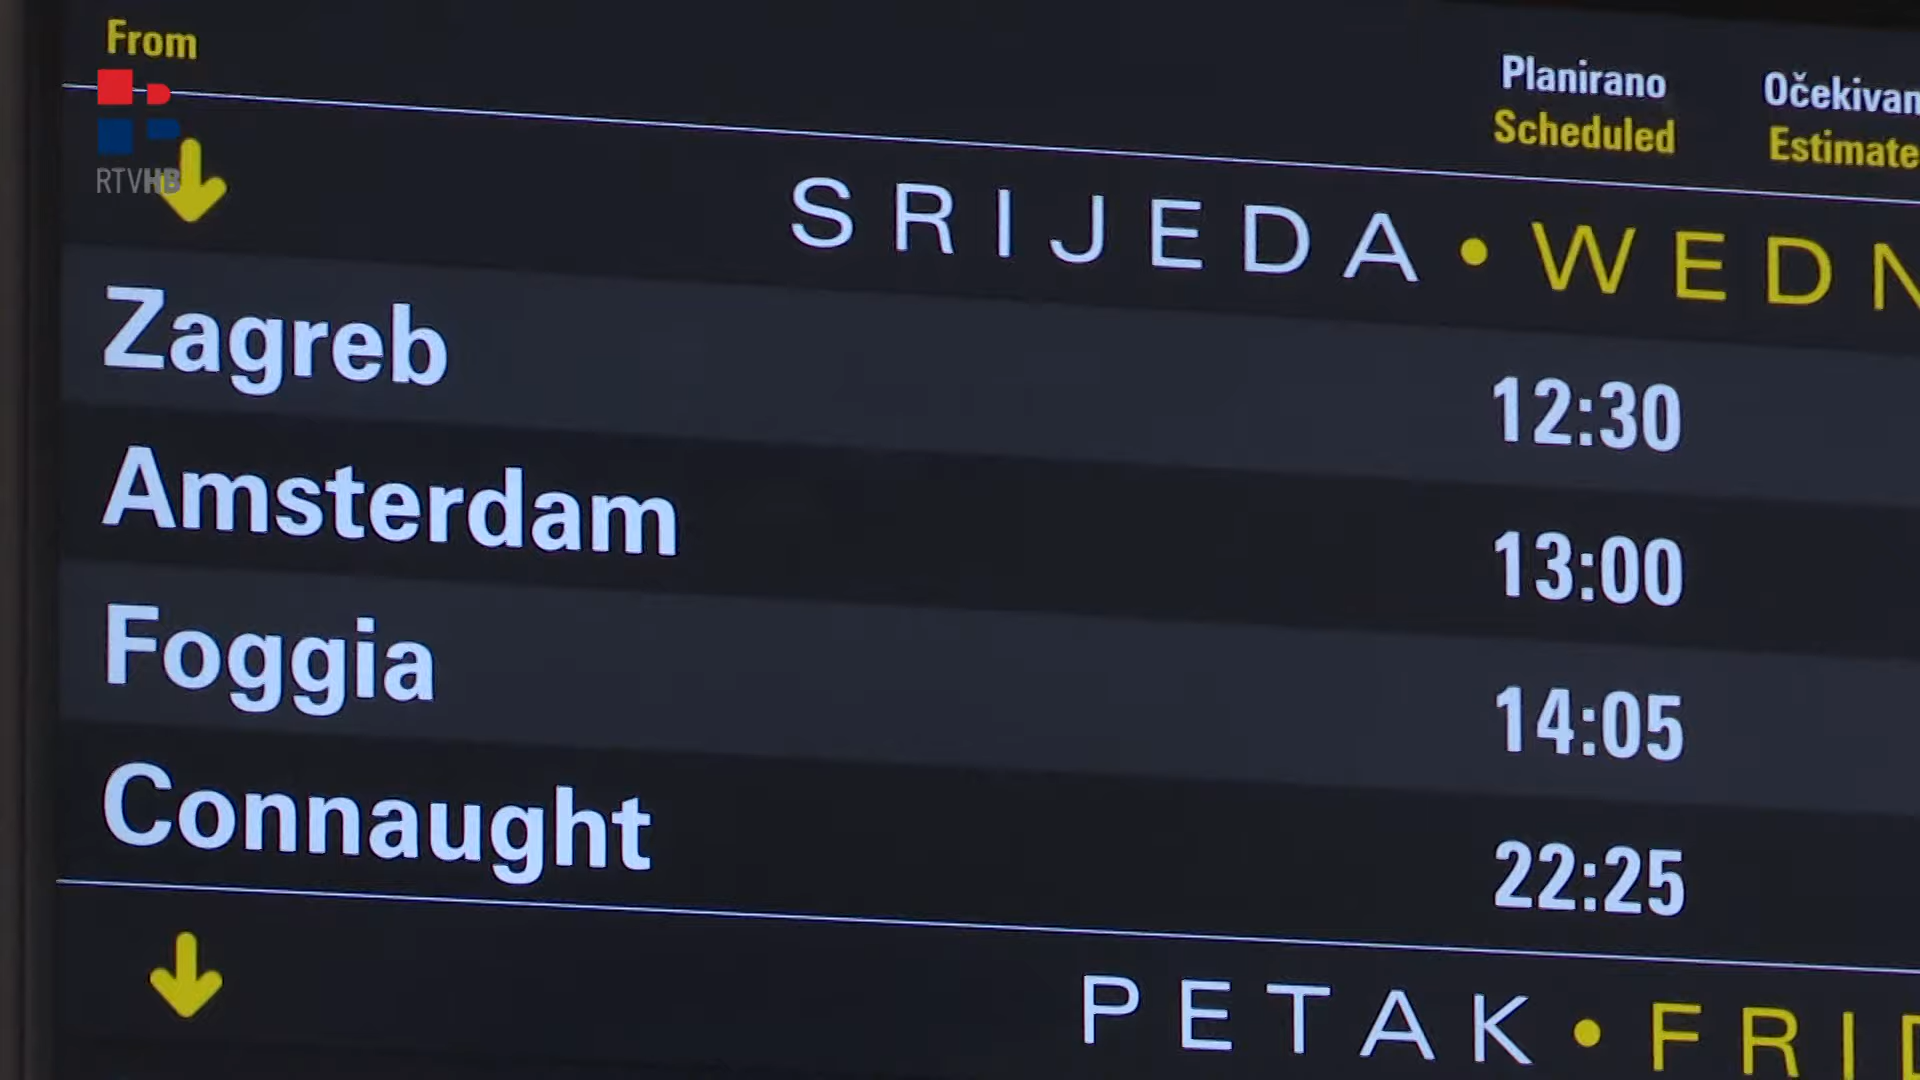 From
Planirano Očekivan
Scheduled Estimate
RTVHB
SRIJEDA • WEDN
Zagreb 12:30
Amsterdam 13:00
Foggia 14:05
Connaught 22:25
PETAK • FRID